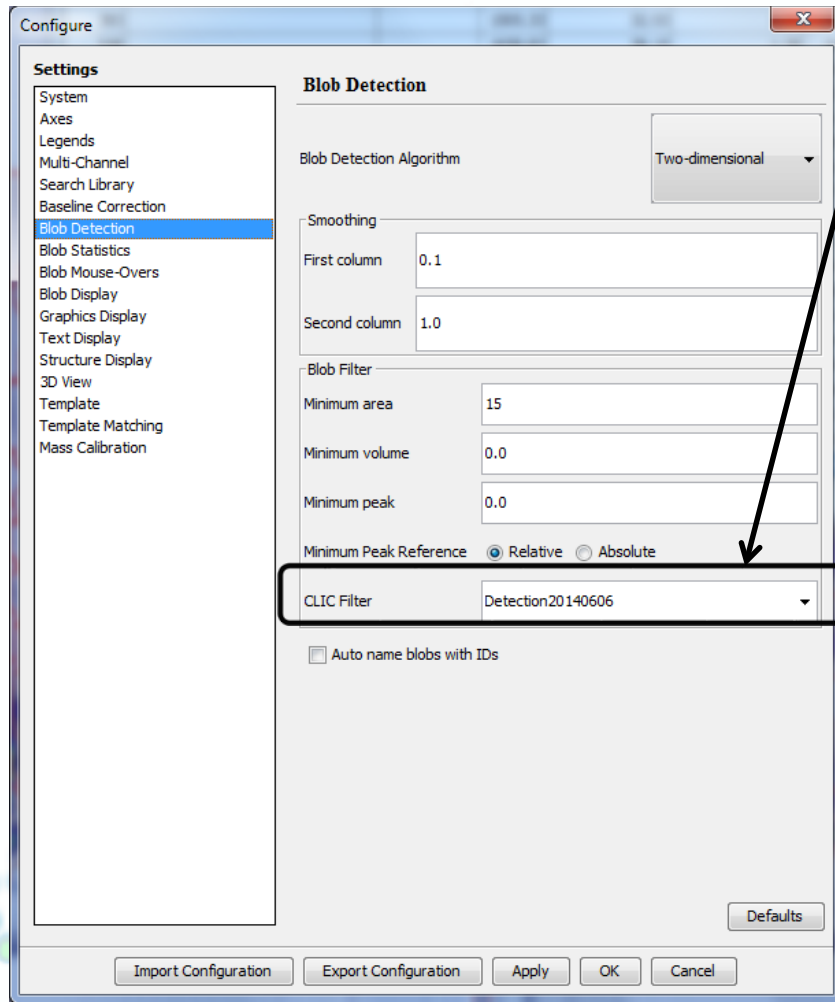 Configure
Settings
System
Axes
Legends
Multi-Channel
Search Library
Baseline Correction
Blob Detection
Blob Statistics
Blob Mouse-Overs
Blob Display
Graphics Display
Text Display
Structure Display
3D View
Template
Template Matching
Mass Calibration
Blob Detection
Blob Detection Algorithm Two-dimensional
Smoothing
First column 0.1
Second column 1.0
Blob Filter
Minimum area 15
Minimum volume 0.0
Minimum peak 0.0
Minimum Peak Reference Relative Absolute
CLIC Filter Detection20140606
Auto name blobs with IDs
Defaults
Import Configuration Export Configuration Apply OK Cancel